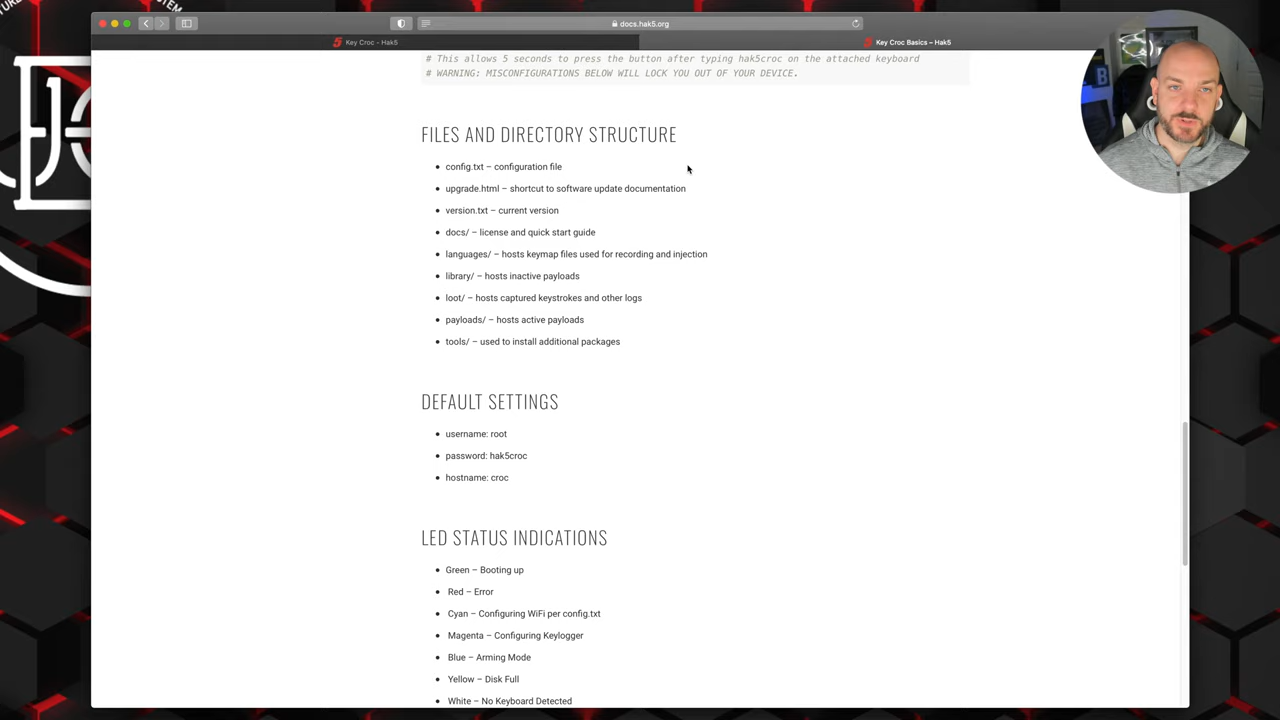 docs.hak5.org
Key Croc - Hak5
Key Croc Basics – Hak5
# This allows 5 seconds to press the button after typing hak5croc on the attached keyboard
# WARNING: MISCONFIGURATIONS BELOW WILL LOCK YOU OUT OF YOUR DEVICE.
FILES AND DIRECTORY STRUCTURE
config.txt – configuration file
upgrade.html – shortcut to software update documentation
version.txt – current version
docs/ – license and quick start guide
languages/ – hosts keymap files used for recording and injection
library/ – hosts inactive payloads
loot/ – hosts captured keystrokes and other logs
payloads/ – hosts active payloads
tools/ – used to install additional packages
DEFAULT SETTINGS
username: root
password: hak5croc
hostname: croc
LED STATUS INDICATIONS
Green – Booting up
Red – Error
Cyan – Configuring WiFi per config.txt
Magenta – Configuring Keylogger
Blue – Arming Mode
Yellow – Disk Full
White – No Keyboard Detected